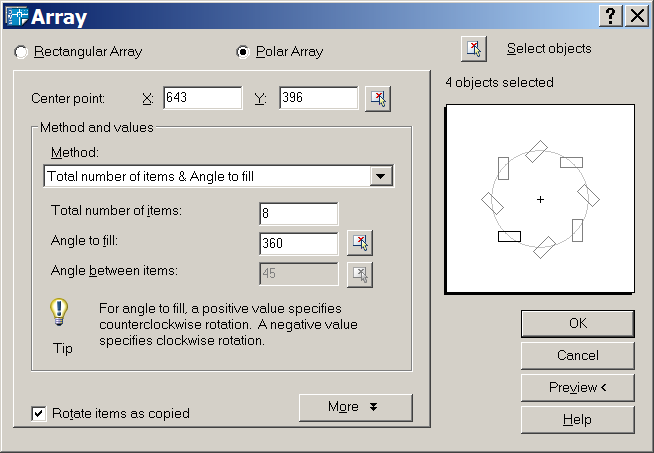 Array
Rectangular Array
Polar Array
Select objects
4 objects selected
Center point: X: 643 Y: 396
Method and values
Method:
Total number of items & Angle to fill
Total number of items: 8
Angle to fill: 360
Angle between items: 45
For angle to fill, a positive value specifies
counterclockwise rotation. A negative value
specifies clockwise rotation.
Tip
OK
Cancel
Preview <
Help
Rotate items as copied
More